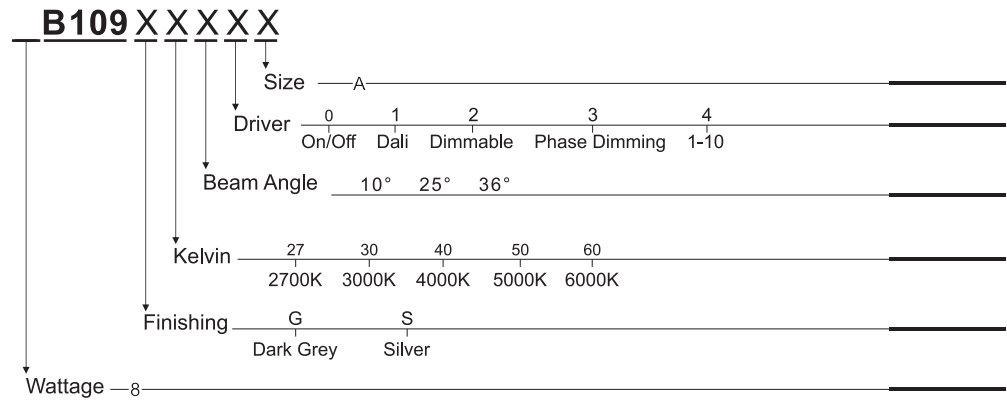 B109 X X X X X
Size A
0 1 2 3 4
Driver
On/Off Dali Dimmable Phase Dimming 1-10
Beam Angle 10° 25° 36°
27 30 40 50 60
Kelvin
2700K 3000K 4000K 5000K 6000K
G S
Finishing
Dark Grey Silver
Wattage 8